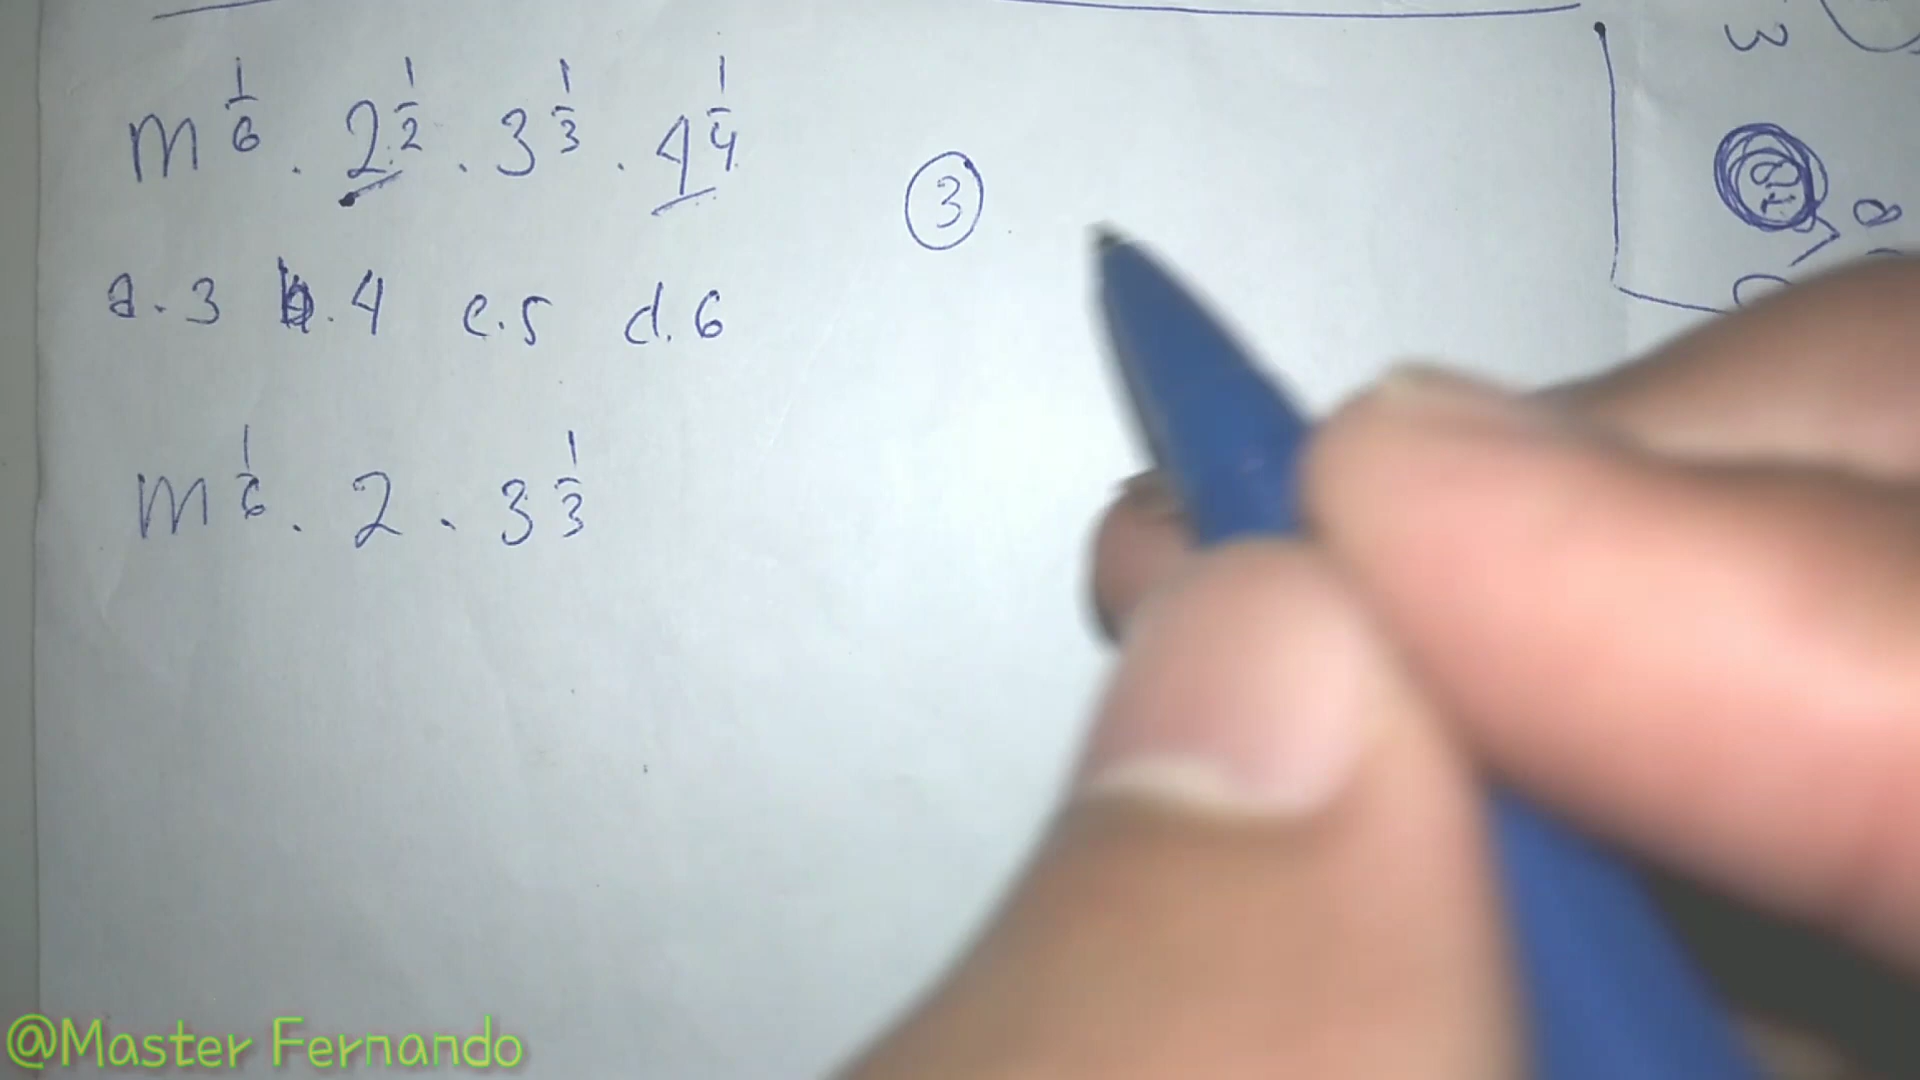 m^{1/6} . 2^{1/2} . 3^{1/3} . 4^{1/4}
③
a. 3 b. 4 c. 5 d. 6
m^{1/6} . 2 . 3^{1/3}
@Master Fernando